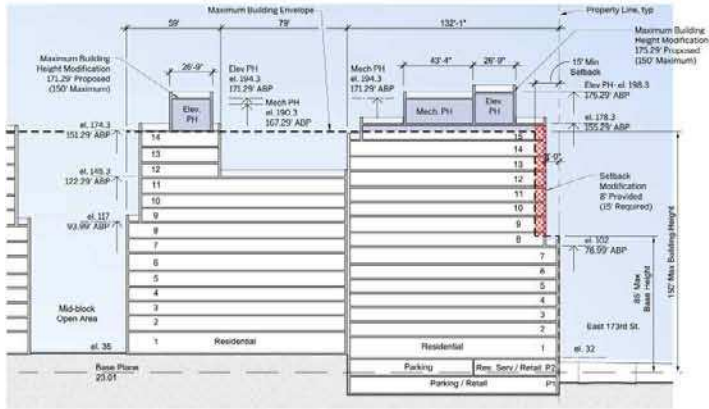 Maximum Building Envelope
Property Line, typ
59'
79'
132'-1"
Maximum Building
Height Modification
171.29' Proposed
(150' Maximum)
26'-9"
Elev PH
el. 194.3
171.29' ABP
Mech PH
el. 190.3
167.29' ABP
Mech PH
el. 194.3
171.29' ABP
43'-4"
26'-9"
Maximum Building
Height Modification
175.29' Proposed
(150' Maximum)
15' Min
Setback
Elev PH - el. 198.3
176.29' ABP
Elev.
PH
Mech. PH
Elev
PH
el. 174.3
151.29' ABP
el. 178.3
155.29' ABP
14
13
12
11
10
9
8
7
6
5
4
3
2
1
Residential
el. 145.3
122.29' ABP
el. 117
93.99' ABP
Mid-block
Open Area
el. 35
Base Plane
23.01
15
14
13
12
11
10
9
8
7
6
5
4
3
2
1
Residential
Setback
Modification
8' Provided
(15' Required)
el. 102
78.99' ABP
85' Max
Base Height
150' Max Building Height
East 173rd St.
el. 32
Parking
Res. Serv / Retail P2
Parking / Retail
P1